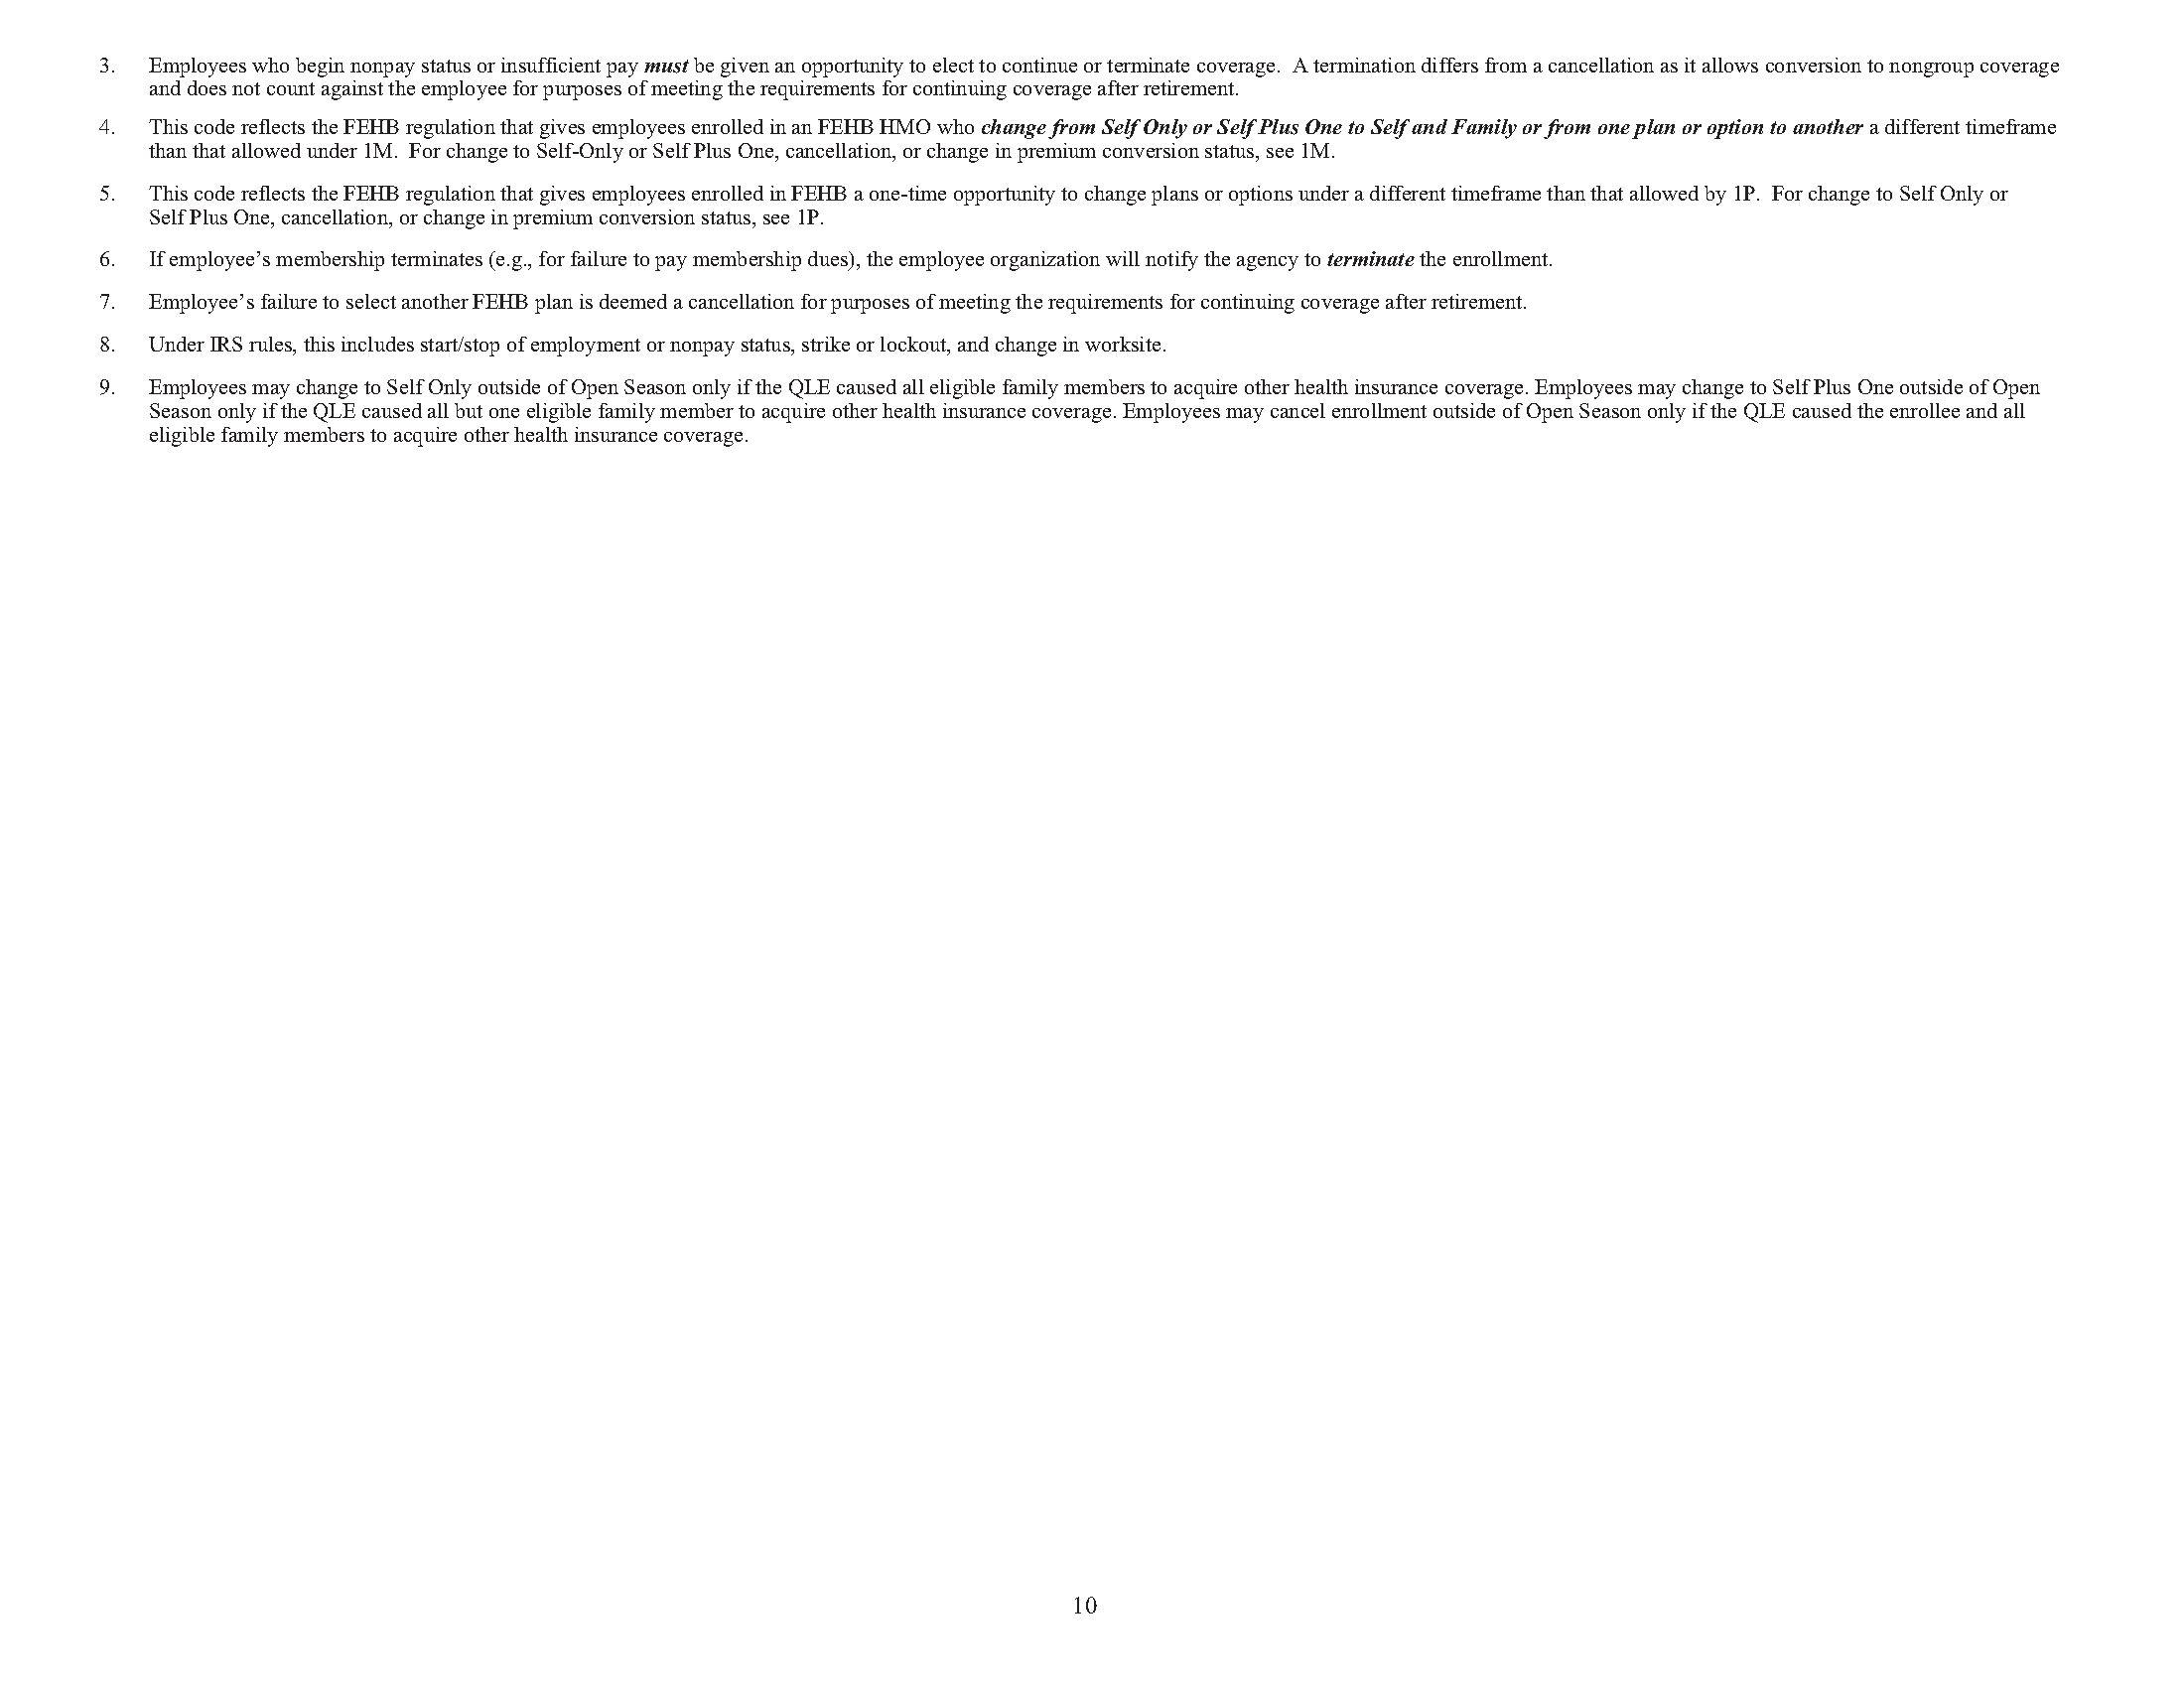 3. Employees who begin nonpay status or insufficient pay must be given an opportunity to elect to continue or terminate coverage.  A termination differs from a cancellation as it allows conversion to nongroup coverage
and does not count against the employee for purposes of meeting the requirements for continuing coverage after retirement.
4. This code reflects the FEHB regulation that gives employees enrolled in an FEHB HMO who change from Self Only or Self Plus One to Self and Family or from one plan or option to another a different timeframe
than that allowed under 1M.  For change to Self-Only or Self Plus One, cancellation, or change in premium conversion status, see 1M.
5. This code reflects the FEHB regulation that gives employees enrolled in FEHB a one-time opportunity to change plans or options under a different timeframe than that allowed by 1P.  For change to Self Only or
Self Plus One, cancellation, or change in premium conversion status, see 1P.
6. If employee’s membership terminates (e.g., for failure to pay membership dues), the employee organization will notify the agency to terminate the enrollment.
7. Employee’s failure to select another FEHB plan is deemed a cancellation for purposes of meeting the requirements for continuing coverage after retirement.
8. Under IRS rules, this includes start/stop of employment or nonpay status, strike or lockout, and change in worksite.
9. Employees may change to Self Only outside of Open Season only if the QLE caused all eligible family members to acquire other health insurance coverage. Employees may change to Self Plus One outside of Open
Season only if the QLE caused all but one eligible family member to acquire other health insurance coverage. Employees may cancel enrollment outside of Open Season only if the QLE caused the enrollee and all
eligible family members to acquire other health insurance coverage.
10